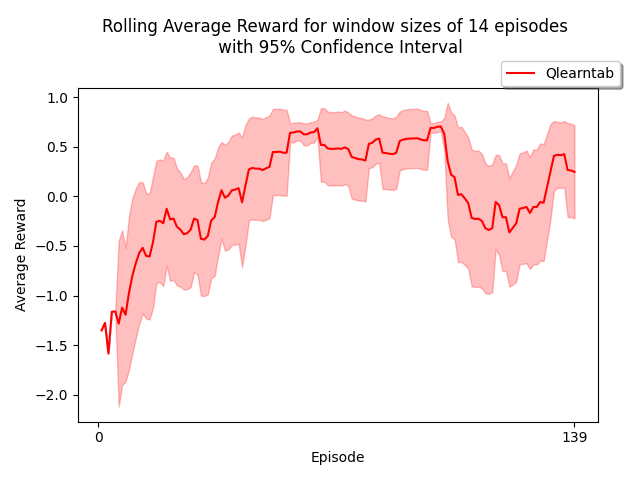 Rolling Average Reward for window sizes of 14 episodes
with 95% Confidence Interval
Qlearntab
1.0
0.5
0.0
−0.5
−1.0
−1.5
−2.0
Average Reward
0
139
Episode